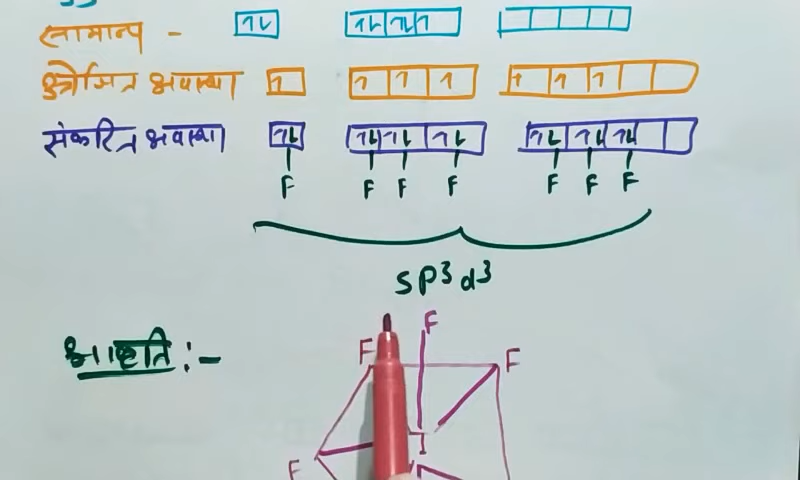 सामान्य -
उत्तेजित अवस्था
संकरित अवस्था
F F F F F F F
SP³d³
आकृति :-
F
F F
I
F